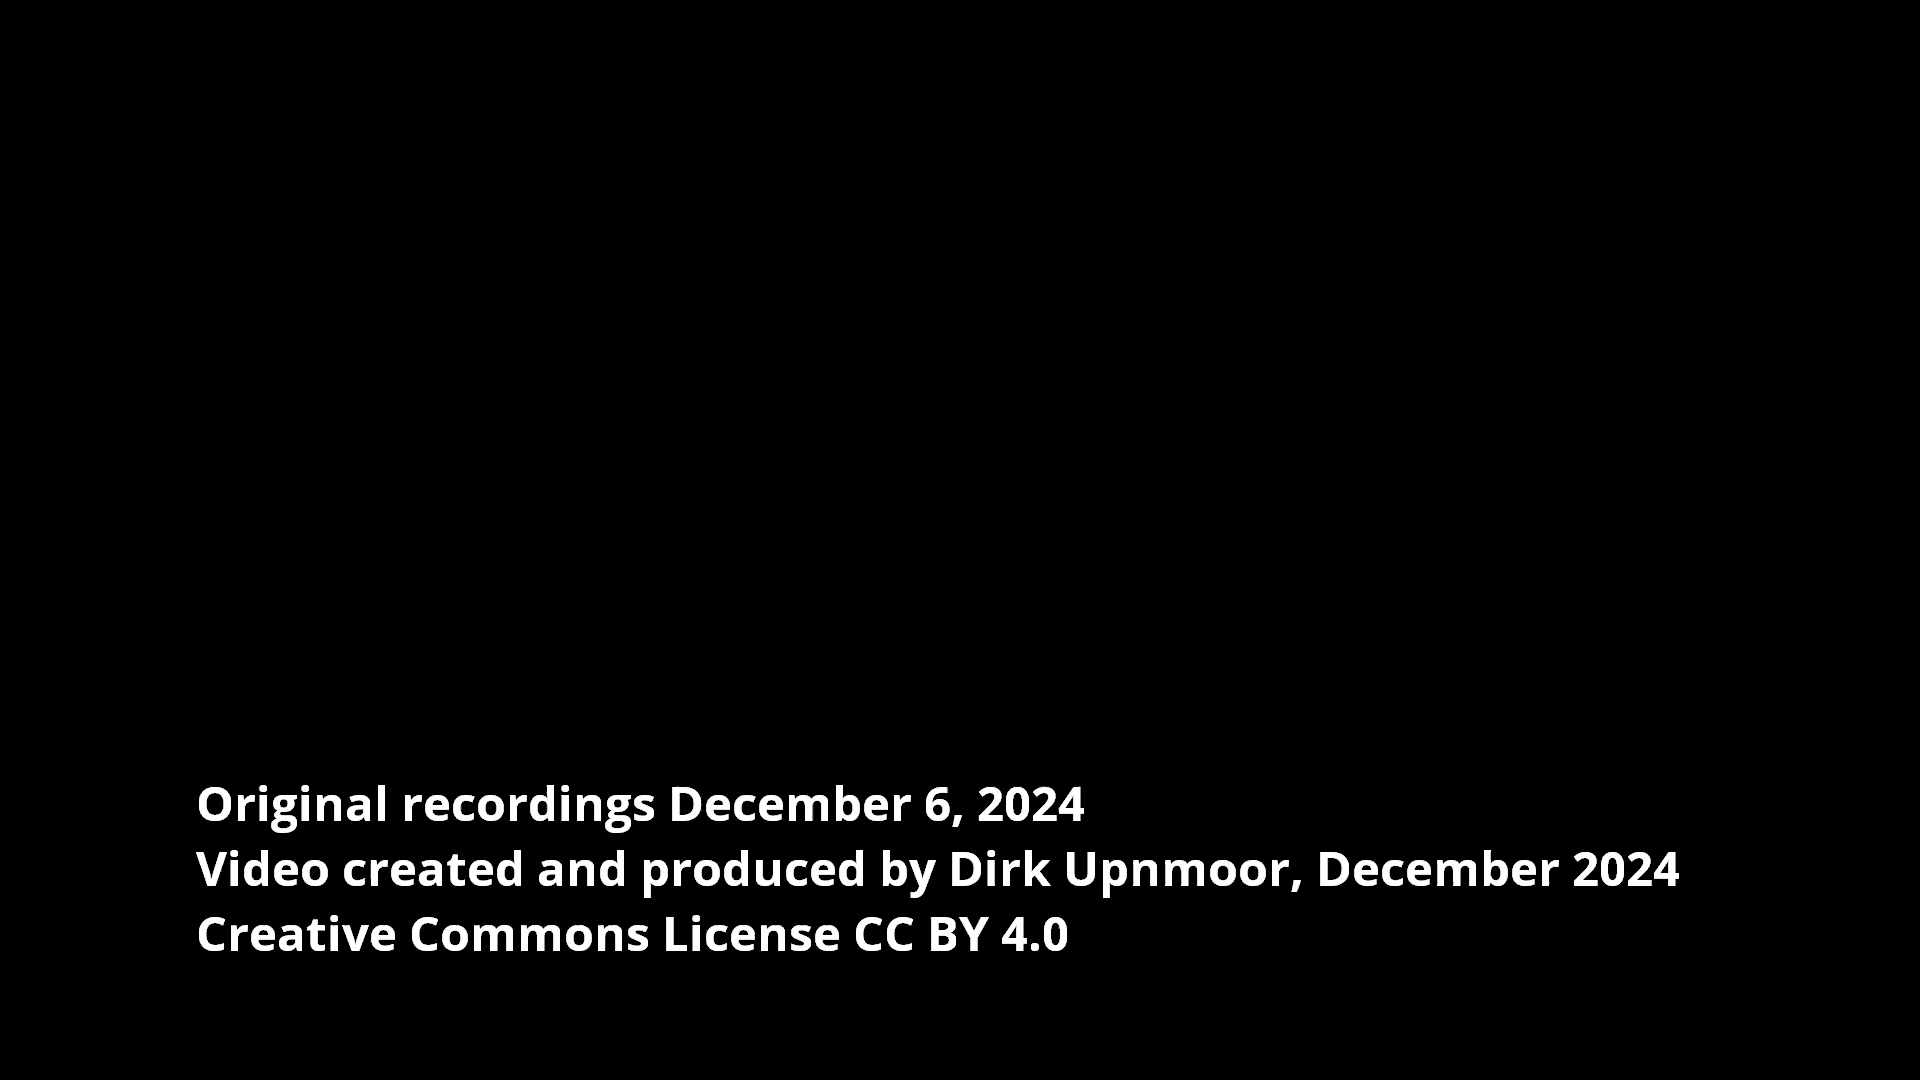 Original recordings December 6, 2024
Video created and produced by Dirk Upnmoor, December 2024
Creative Commons License CC BY 4.0